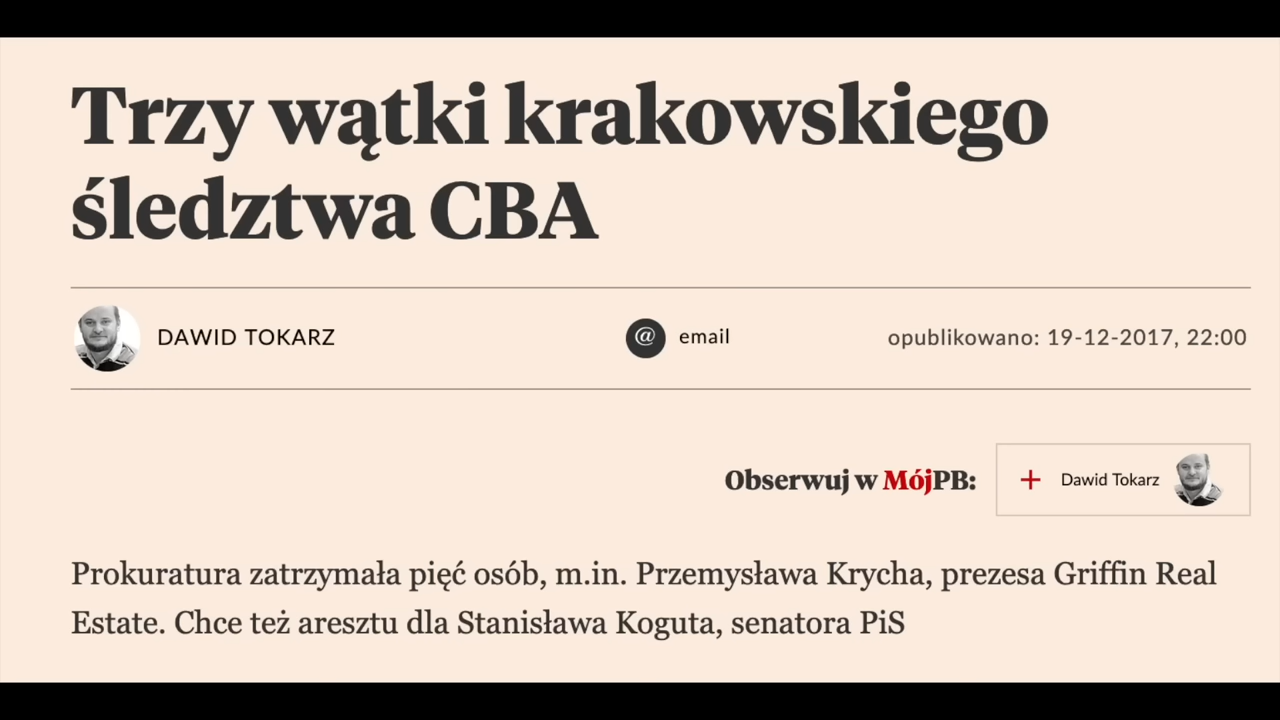 Trzy wątki krakowskiego
śledztwa CBA
DAWID TOKARZ
@ email
opublikowano: 19-12-2017, 22:00
Obserwuj w MójPB:
+ Dawid Tokarz
Prokuratura zatrzymała pięć osób, m.in. Przemysława Krycha, prezesa Griffin Real
Estate. Chce też aresztu dla Stanisława Koguta, senatora PiS